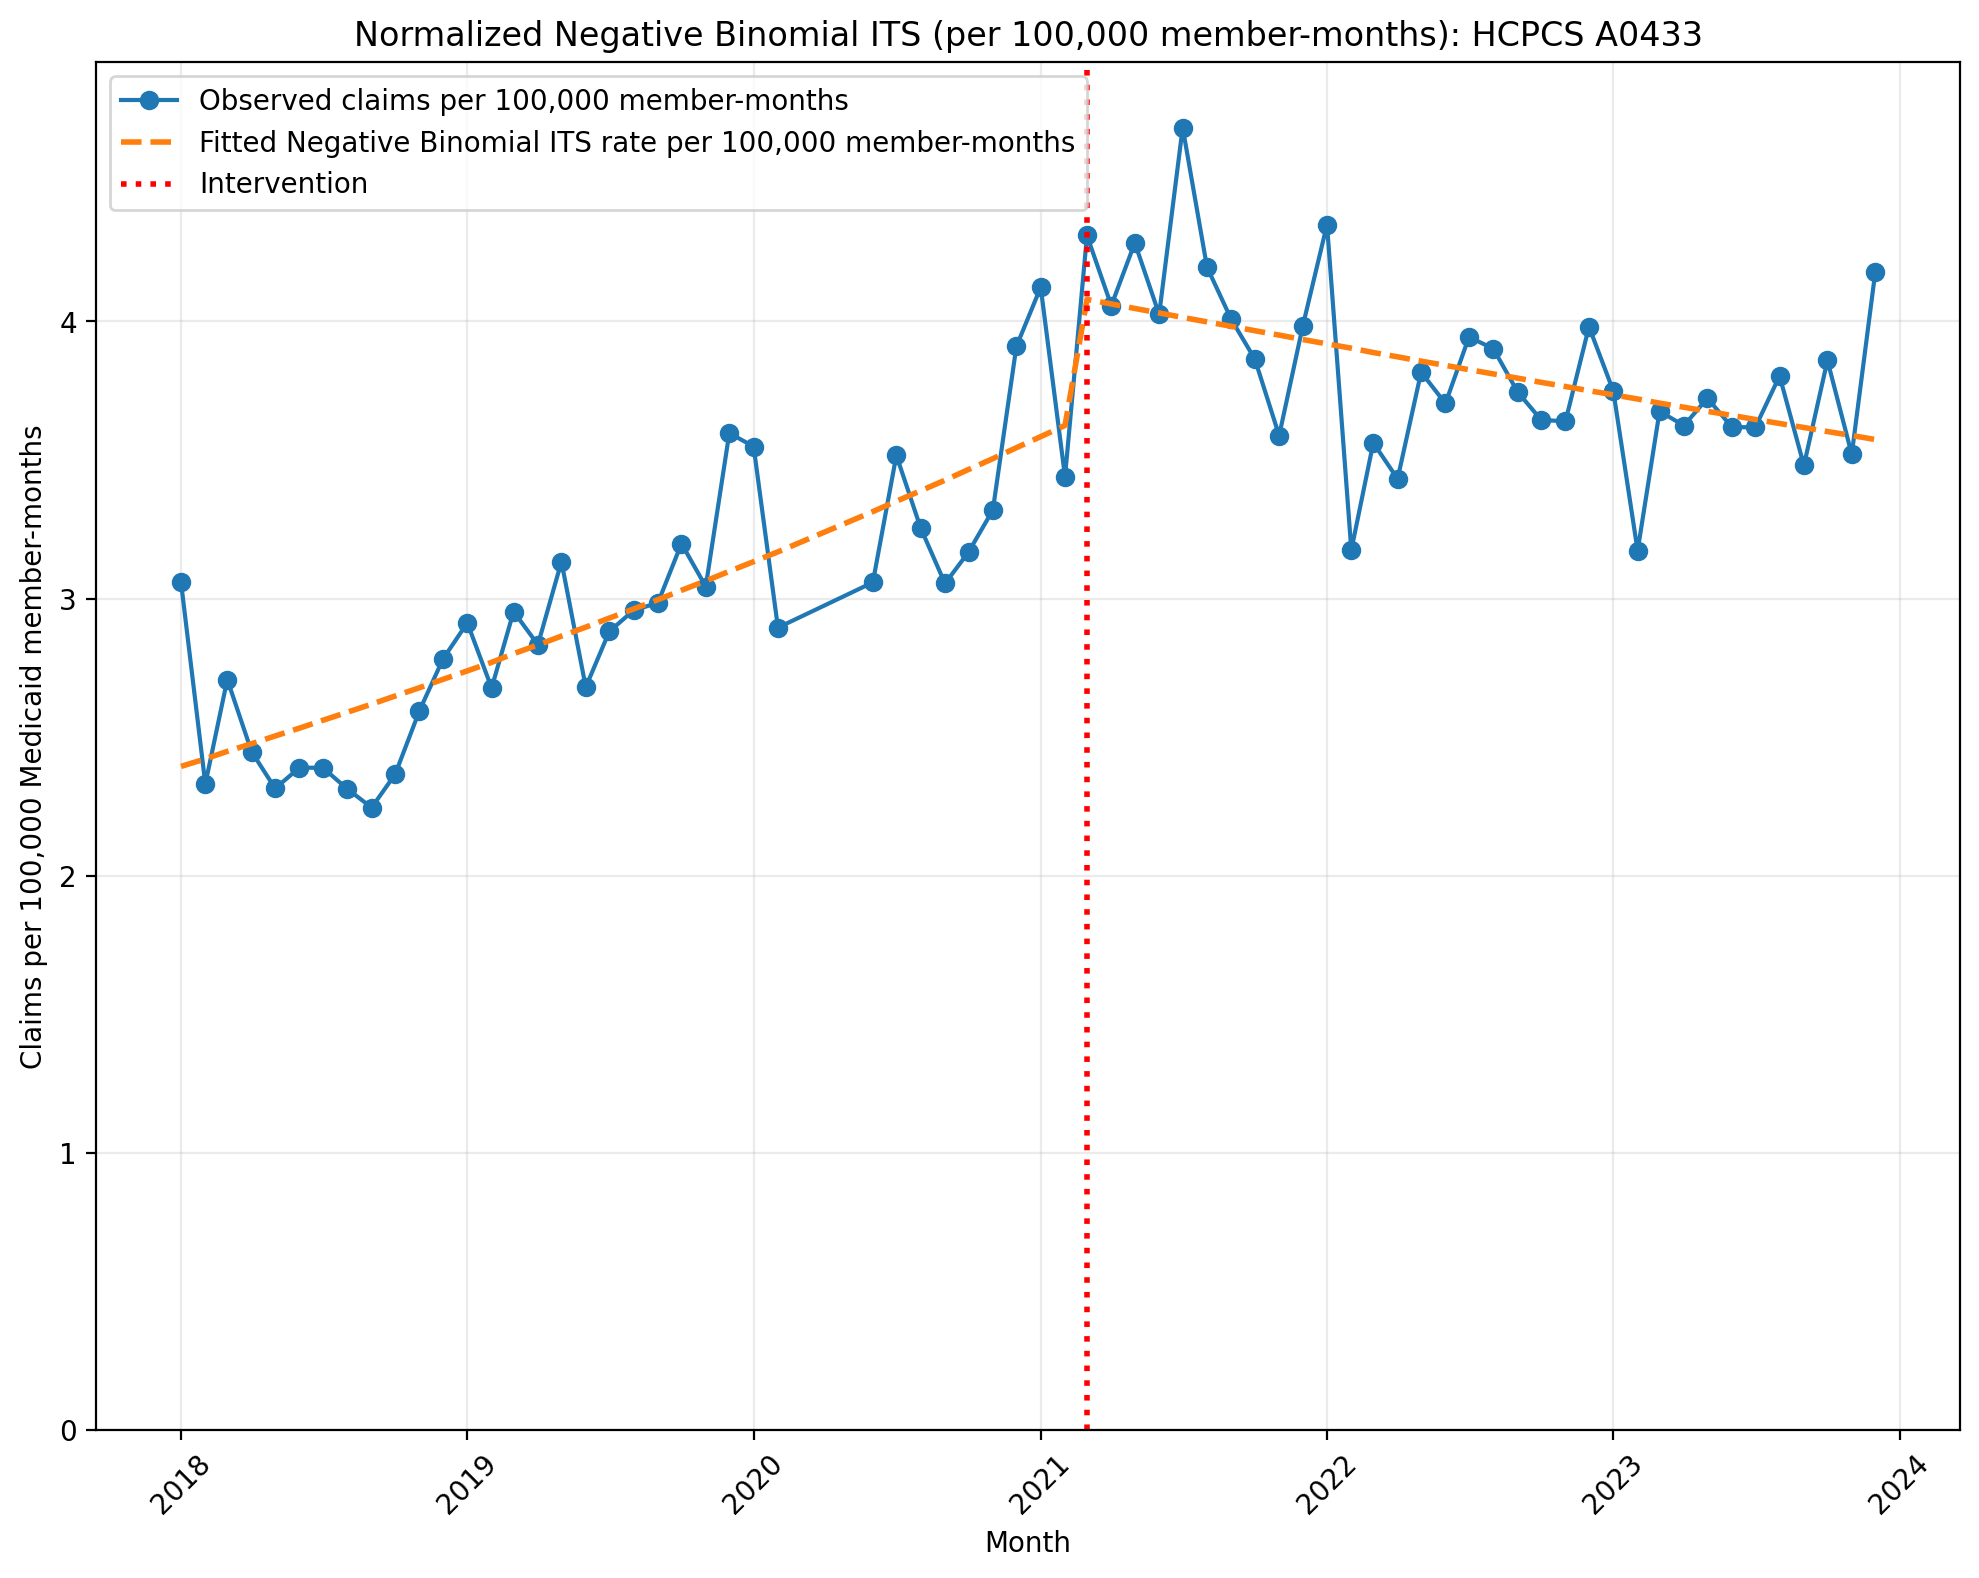 Normalized Negative Binomial ITS (per 100,000 member-months): HCPCS A0433
Observed claims per 100,000 member-months
Fitted Negative Binomial ITS rate per 100,000 member-months
Intervention
Claims per 100,000 Medicaid member-months
4
3
2
1
0
2018
2019
2020
2021
2022
2023
2024
Month